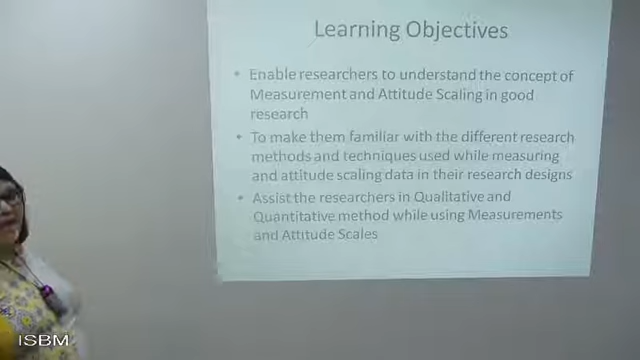 Learning Objectives
• Enable researchers to understand the concept of
Measurement and Attitude Scaling in good
research
• To make them familiar with the different research
methods and techniques used while measuring
and attitude scaling data in their research designs
• Assist the researchers in Qualitative and
Quantitative method while using Measurements
and Attitude Scales
ISBM